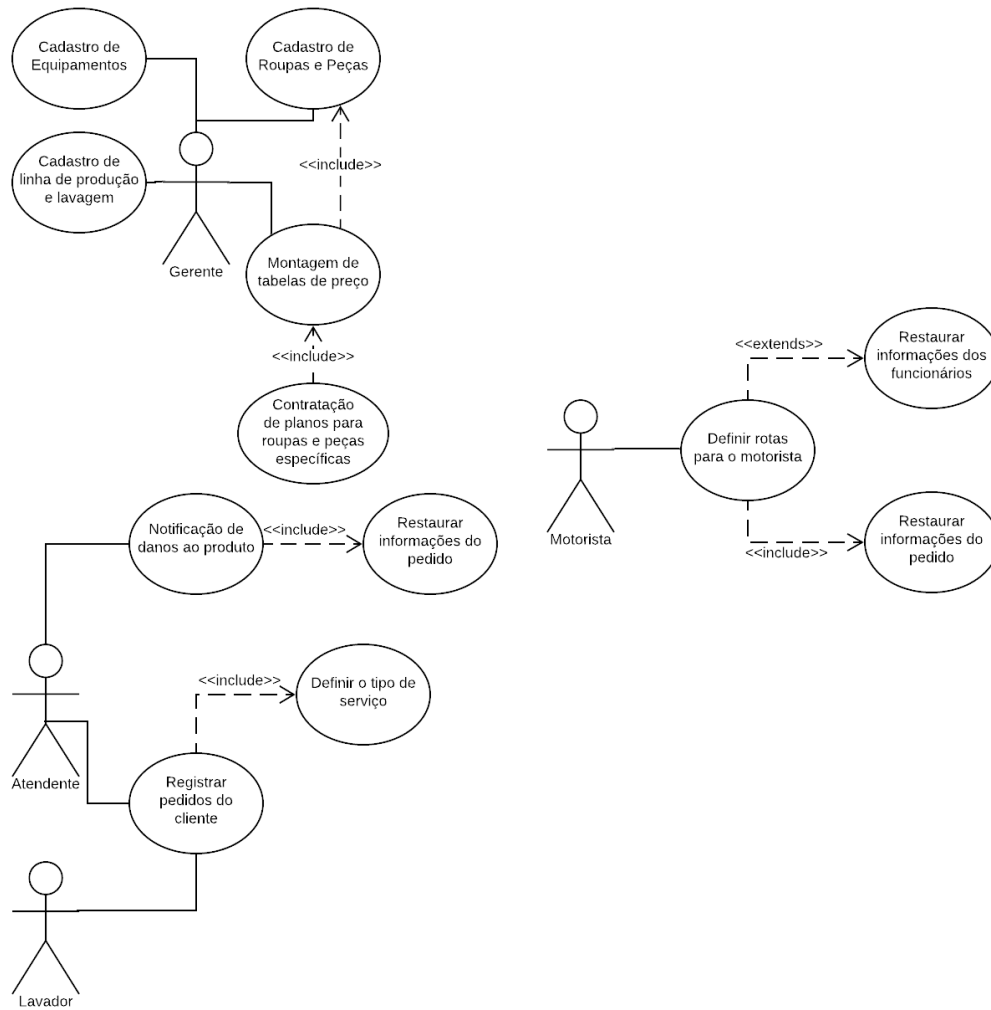 Cadastro de
Equipamentos
Cadastro de
Roupas e Peças
<<include>>
Cadastro de
linha de produção
e lavagem
Gerente
Montagem de
tabelas de preço
<<include>>
Contratação
de planos para
roupas e peças
específicas
<<extends>>
Restaurar
informações dos
funcionários
Definir rotas
para o motorista
Motorista
<<include>>
Restaurar
informações do
pedido
Notificação de
danos ao produto
<<include>>
Restaurar
informações do
pedido
<<include>>
Definir o tipo de
serviço
Atendente
Registrar
pedidos do
cliente
Lavador